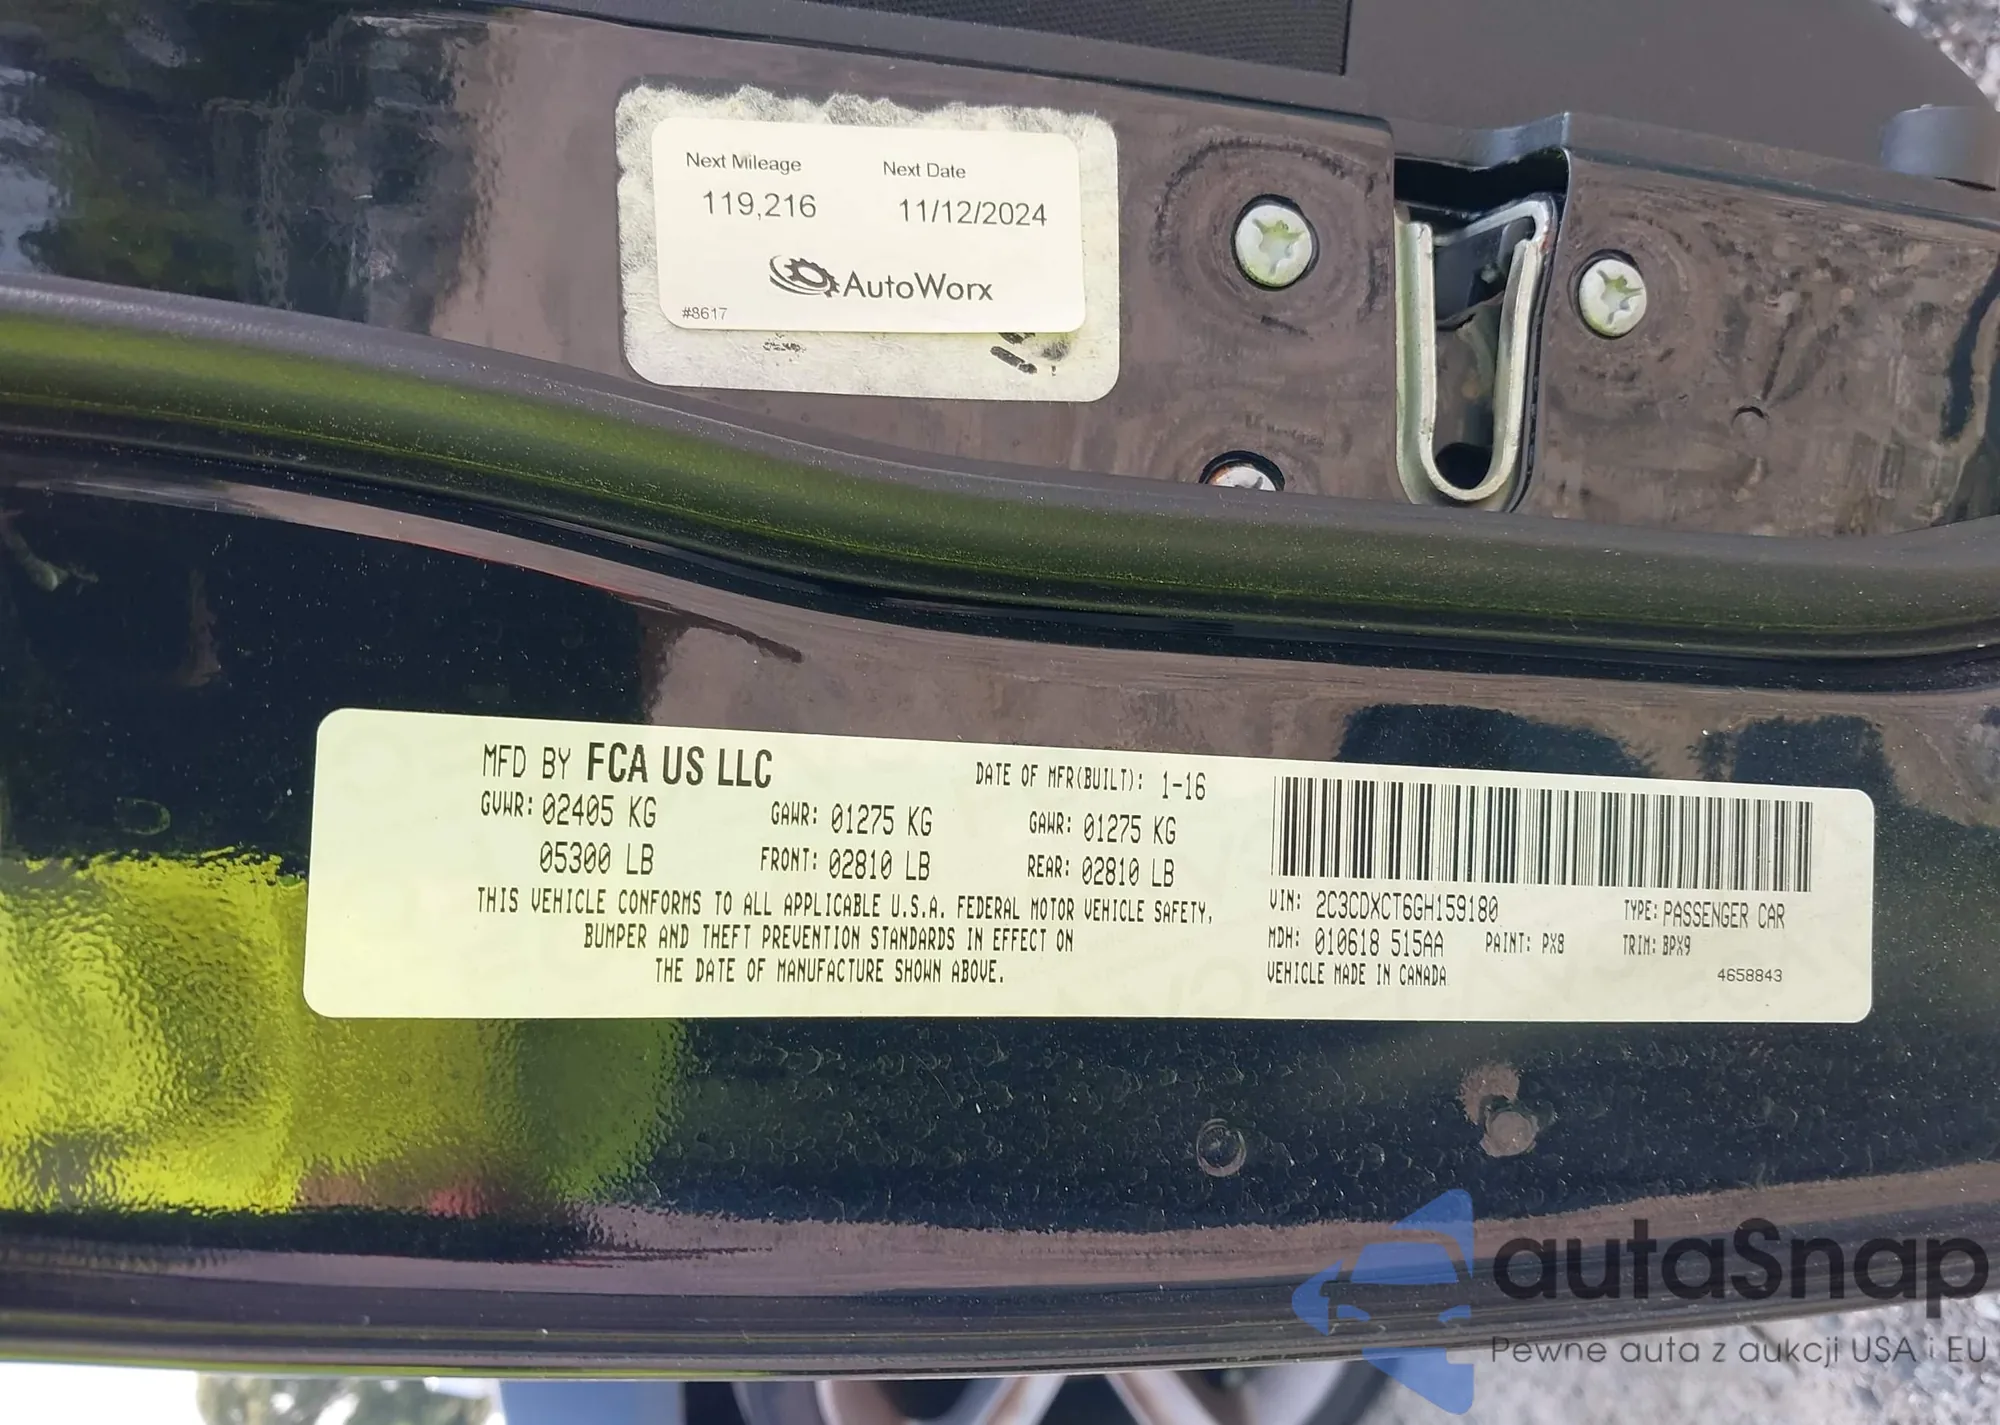 Next Mileage Next Date
119,216 11/12/2024
AutoWorx
#8617
MFD BY FCA US LLC DATE OF MFR(BUILT): 1-16
GVWR: 02405 KG GAWR: 01275 KG GAWR: 01275 KG
05300 LB FRONT: 02810 LB REAR: 02810 LB
THIS VEHICLE CONFORMS TO ALL APPLICABLE U.S.A. FEDERAL MOTOR VEHICLE SAFETY,
BUMPER AND THEFT PREVENTION STANDARDS IN EFFECT ON
THE DATE OF MANUFACTURE SHOWN ABOVE.
VIN: 2C3CDXCT6GH159180 TYPE: PASSENGER CAR
MDH: 010618 515AA PAINT: PX8 TRIM: BPX9
VEHICLE MADE IN CANADA 4658843
autaSnap
Pewne auta z aukcji USA i EU